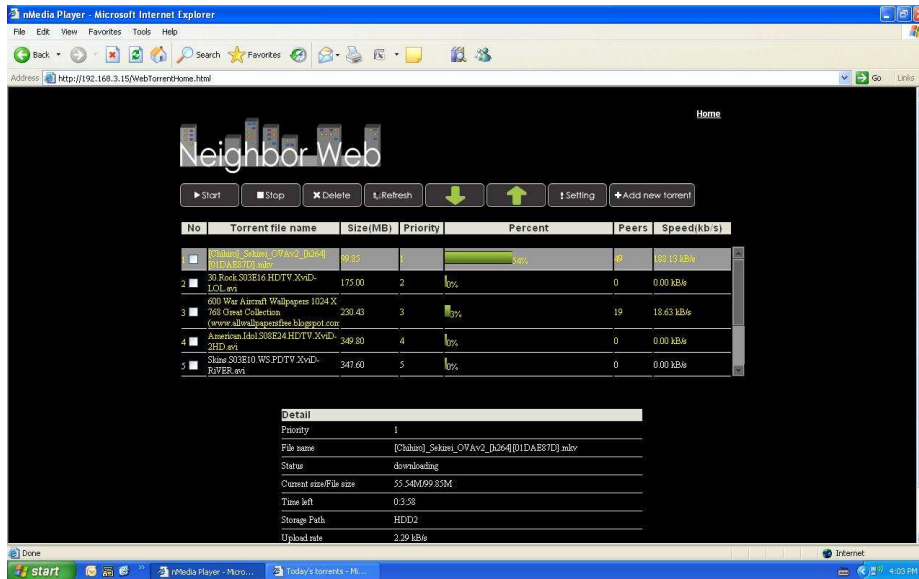 nMedia Player - Microsoft Internet Explorer
File Edit View Favorites Tools Help
Back Search Favorites
Address http://192.168.3.15/WebTorrentHome.html Go Links
Home
Neighbor Web
Start Stop Delete Refresh Setting Add new torrent
No Torrent file name Size(MB) Priority Percent Peers Speed(kb/s)
1 [Chihiro]_Sekirei_OVAv2_[h264] 99.85 1 54% 49 188.13 kB/s
[01DAE87D].mkv
2 30.Rock.S03E16.HDTV.XviD- 175.00 2 0% 0 0.00 kB/s
LOL.avi
3 600 War Aircraft Wallpapers 1024 X 230.43 3 3% 19 18.63 kB/s
768 Great Collection
(www.allwallpapersfree.blogspot.com
4 American.Idol.S08E24.HDTV.XviD- 349.80 4 0% 0 0.00 kB/s
2HD.avi
5 Skins.S03E10.WS.PDTV.XviD- 347.60 5 0% 0 0.00 kB/s
RiVER.avi
Detail
Priority 1
File name [Chihiro]_Sekirei_OVAv2_[h264][01DAE87D].mkv
Status downloading
Current size/File size 55.54M/99.85M
Time left 0:3:58
Storage Path HDD2
Upload rate 2.29 kB/s
Done Internet
start nMedia Player - Micro... Today's torrents - Mi... 4:03 PM